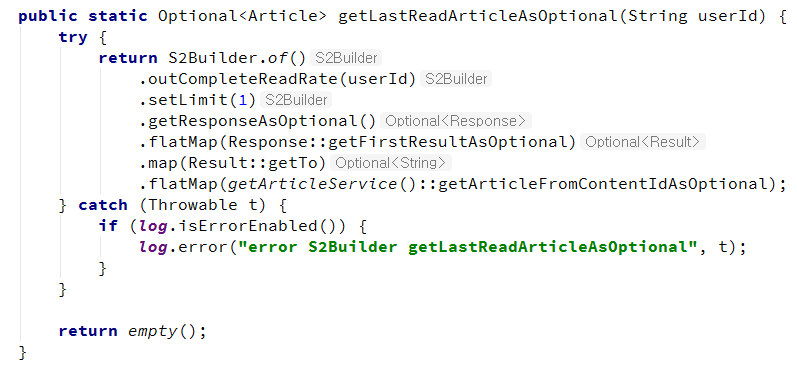 public static Optional<Article> getLastReadArticleAsOptional(String userId) {
    try {
        return S2Builder.of() S2Builder
            .outCompleteReadRate(userId) S2Builder
            .setLimit(1) S2Builder
            .getResponseAsOptional() Optional<Response>
            .flatMap(Response::getFirstResultAsOptional) Optional<Result>
            .map(Result::getTo) Optional<String>
            .flatMap(getArticleService()::getArticleFromContentIdAsOptional);
    } catch (Throwable t) {
        if (log.isErrorEnabled()) {
            log.error("error S2Builder getLastReadArticleAsOptional", t);
        }
    }

    return empty();
}